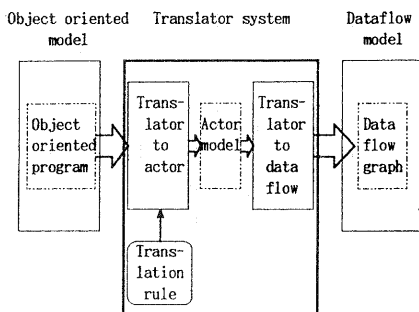 Object oriented model
Translator system
Dataflow model
Object oriented program
Trans-
lator
to
actor
Actor
model
Trans-
lator
to
data
flow
Data
flow
graph
Trans-
lation
rule